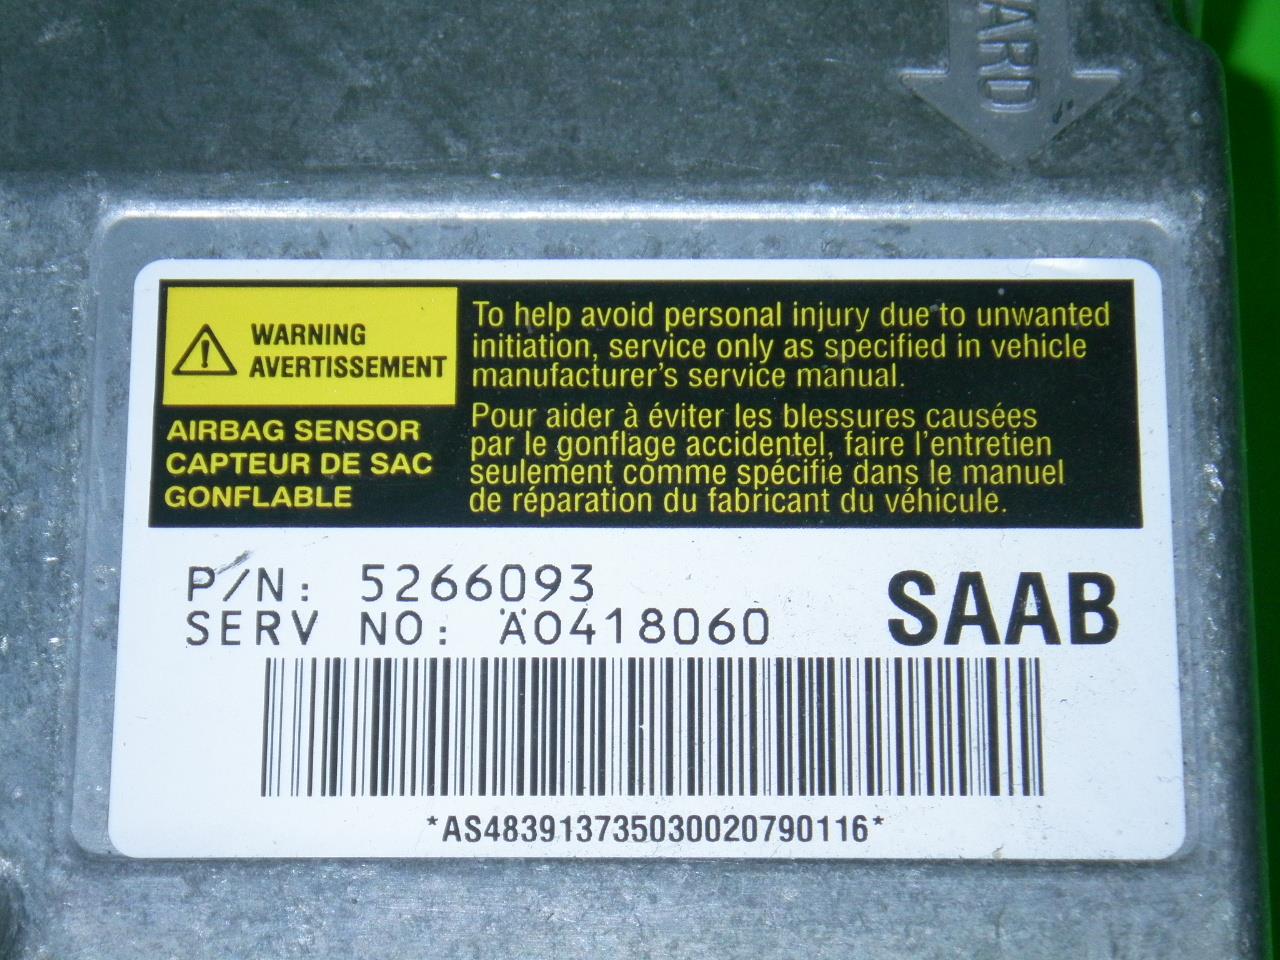 WARNING
AVERTISSEMENT
AIRBAG SENSOR
CAPTEUR DE SAC
GONFLABLE
To help avoid personal injury due to unwanted
initiation, service only as specified in vehicle
manufacturer's service manual.
Pour aider à éviter les blessures causées
par le gonflage accidentel, faire l'entretien
seulement comme spécifie dans le manuel
de réparation du fabricant du véhicule.
P/N: 5266093
SERV NO: A0418060
SAAB
*AS483913735030020790116*